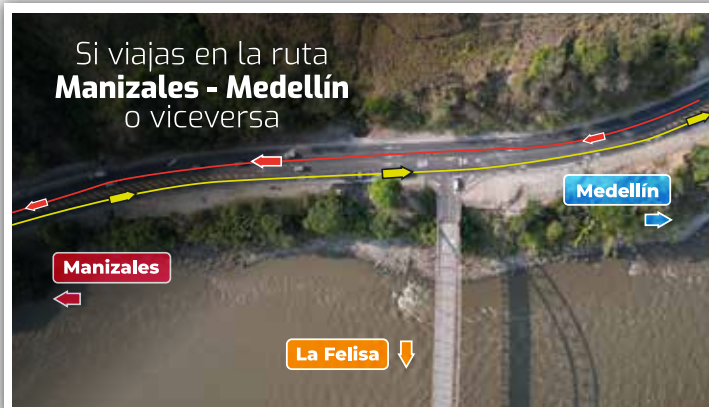 Si viajas en la ruta
Manizales - Medellín
o viceversa
Medellín
Manizales
La Felisa